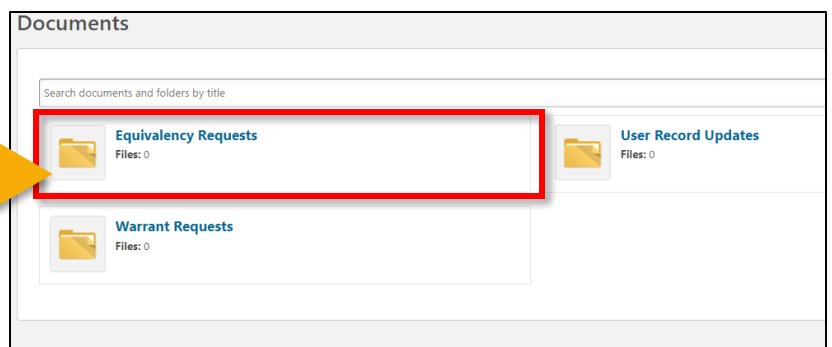 Documents
Search documents and folders by title
Equivalency Requests
Files: 0
User Record Updates
Files: 0
Warrant Requests
Files: 0